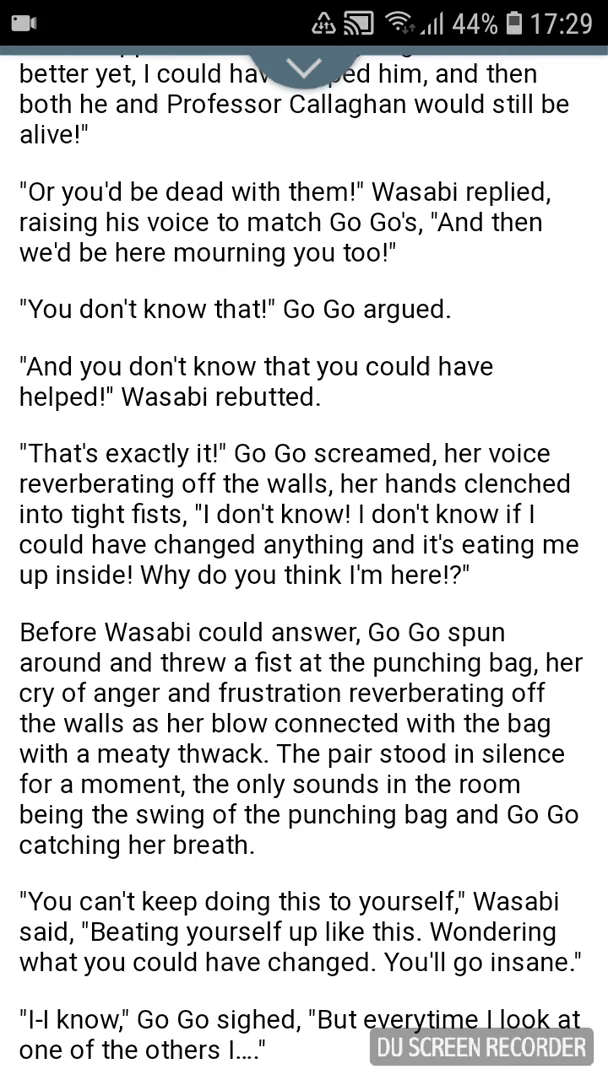 44% 17:29
better yet, I could ed him, and then
both he and Professor Callaghan would still be
alive!"
"Or you'd be dead with them!" Wasabi replied,
raising his voice to match Go Go's, "And then
we'd be here mourning you too!"
"You don't know that!" Go Go argued.
"And you don't know that you could have
helped!" Wasabi rebutted.
"That's exactly it!" Go Go screamed, her voice
reverberating off the walls, her hands clenched
into tight fists, "I don't know! I don't know if I
could have changed anything and it's eating me
up inside! Why do you think I'm here!?"
Before Wasabi could answer, Go Go spun
around and threw a fist at the punching bag, her
cry of anger and frustration reverberating off
the walls as her blow connected with the bag
with a meaty thwack. The pair stood in silence
for a moment, the only sounds in the room
being the swing of the punching bag and Go Go
catching her breath.
"You can't keep doing this to yourself," Wasabi
said, "Beating yourself up like this. Wondering
what you could have changed. You'll go insane."
"I-I know," Go Go sighed, "But everytime I look at
one of the others I...."
DU SCREEN RECORDER